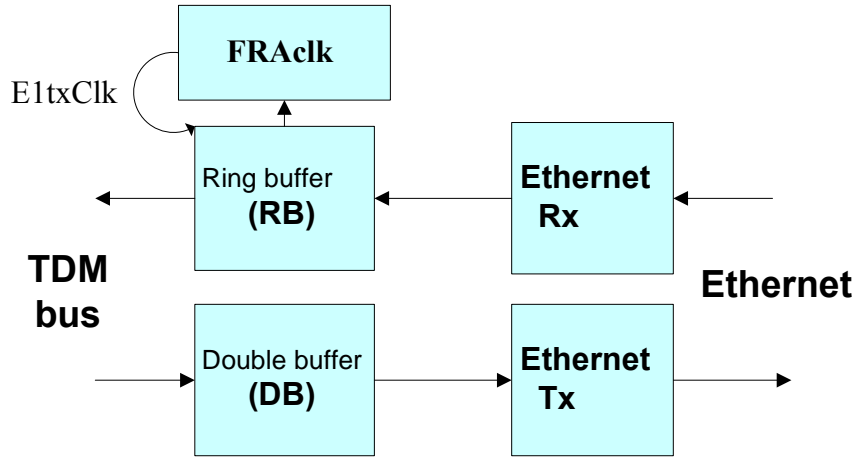 FRAclk
E1txClk
Ring buffer
(RB)
Ethernet
Rx
TDM
bus
Ethernet
Double buffer
(DB)
Ethernet
Tx